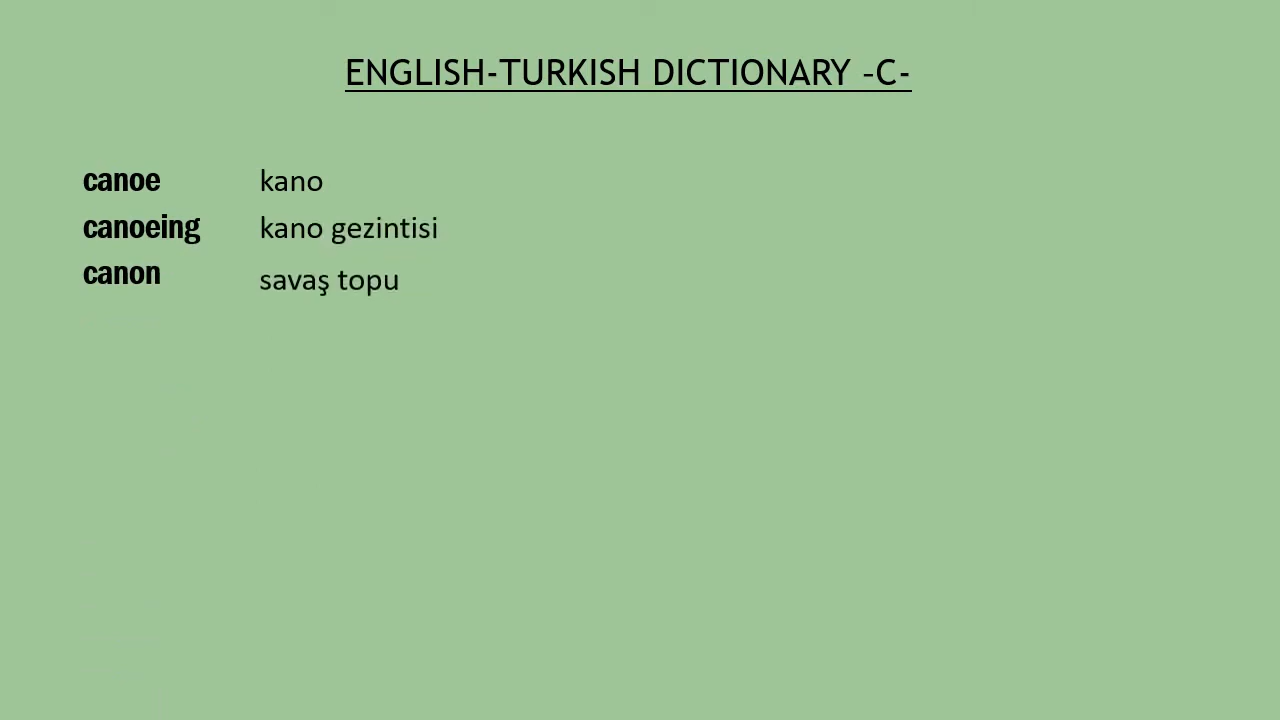 ENGLISH-TURKISH DICTIONARY –C-
canoe kano
canoeing kano gezintisi
canon savaş topu